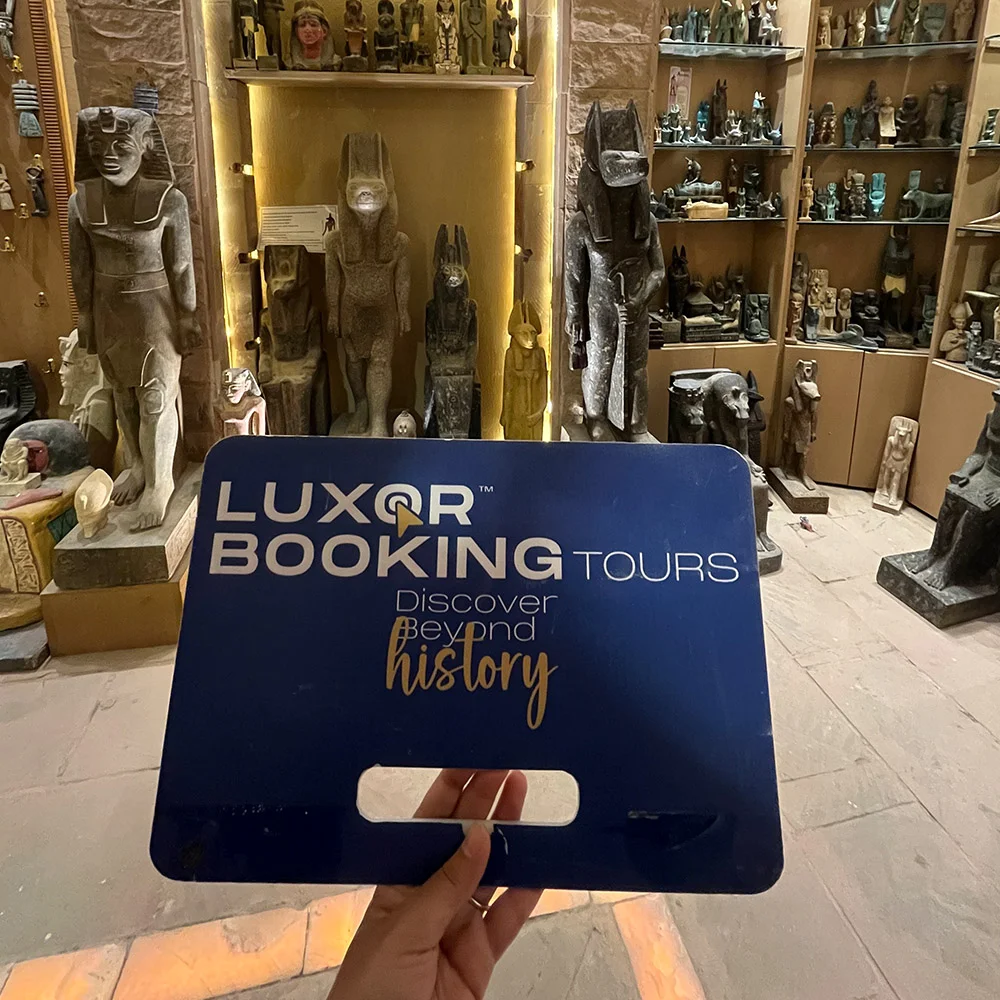 LUXOR™
BOOKING TOURS
Discover
Beyond
history